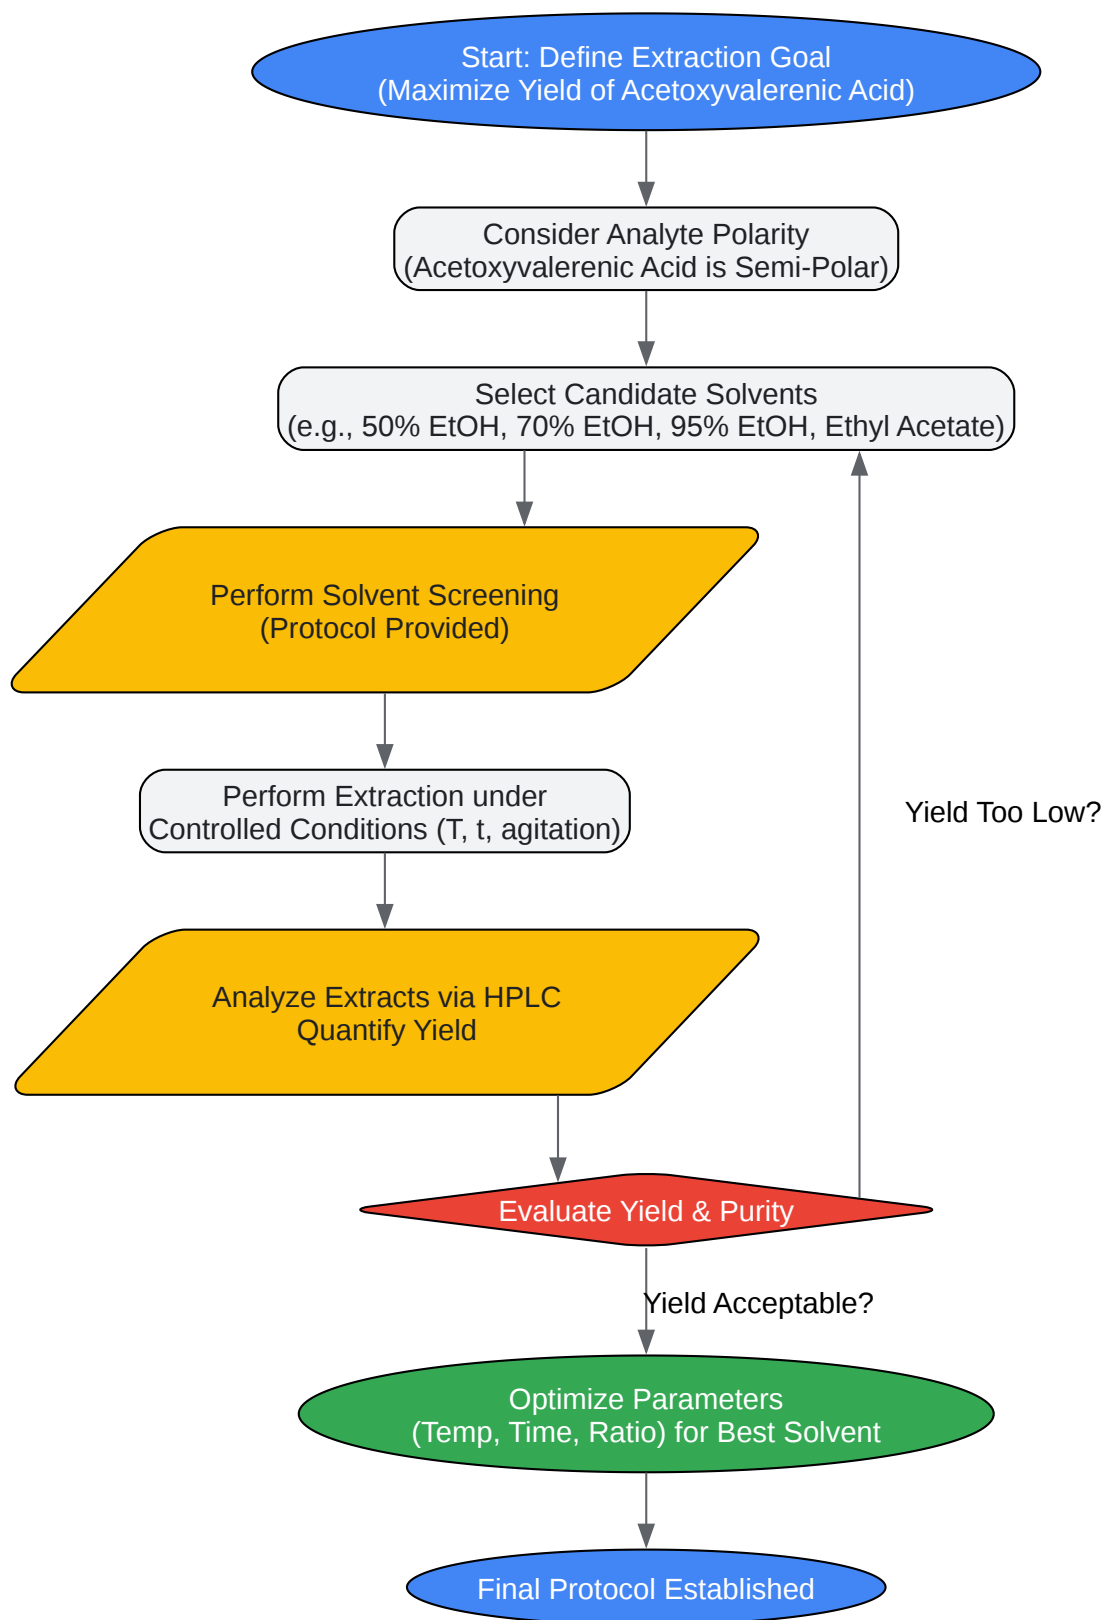 Start: Define Extraction Goal
(Maximize Yield of Acetoxyvalerenic Acid)
Consider Analyte Polarity
(Acetoxyvalerenic Acid is Semi-Polar)
Select Candidate Solvents
(e.g., 50% EtOH, 70% EtOH, 95% EtOH, Ethyl Acetate)
Perform Solvent Screening
(Protocol Provided)
Perform Extraction under
Controlled Conditions (T, t, agitation)
Yield Too Low?
Analyze Extracts via HPLC
Quantify Yield
Evaluate Yield & Purity
Yield Acceptable?
Optimize Parameters
(Temp, Time, Ratio) for Best Solvent
Final Protocol Established